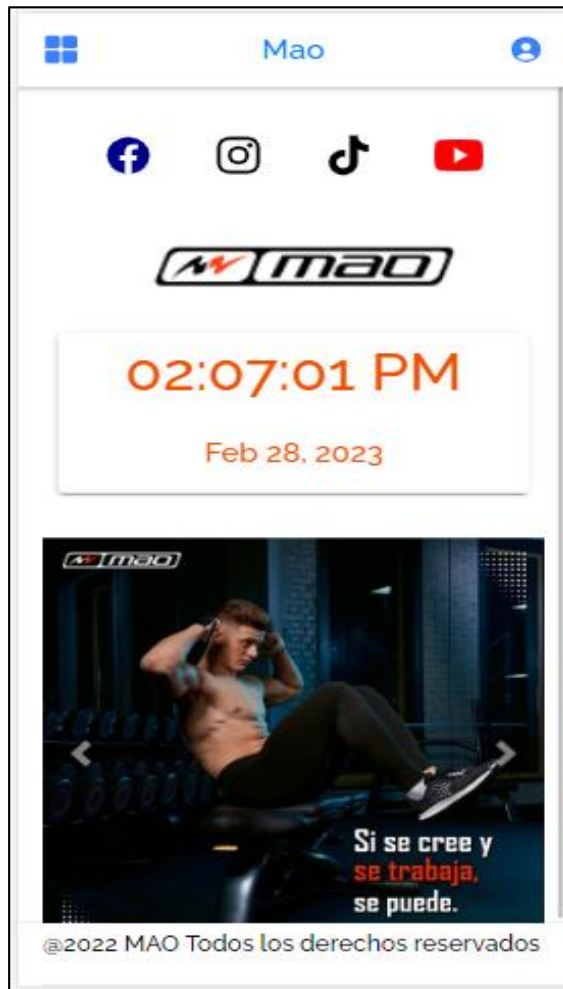 Mao
mao
02:07:01 PM
Feb 28, 2023
mao
Si se cree y
se trabaja,
se puede.
@2022 MAO Todos los derechos reservados